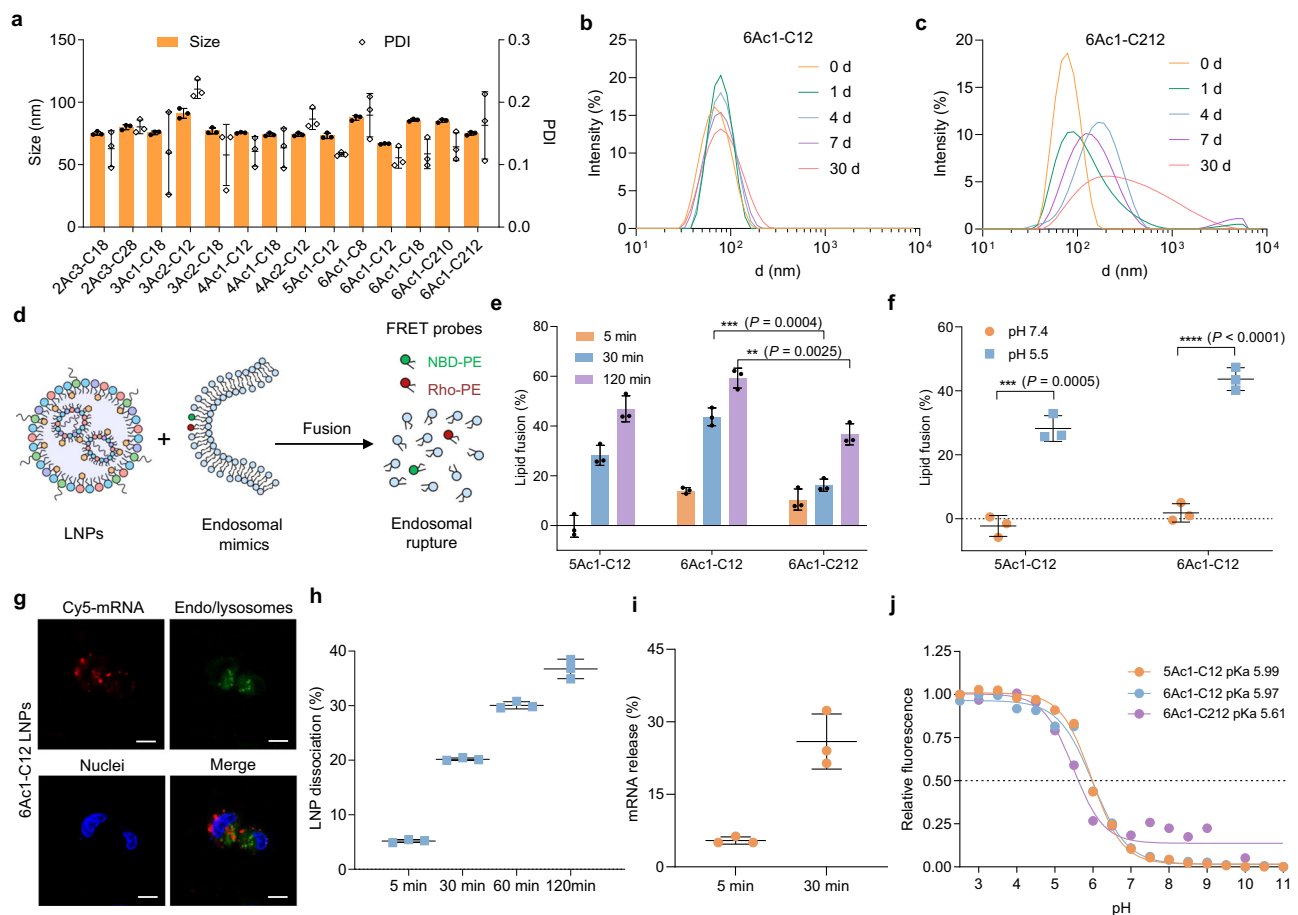 a
Size
PDI
Size (nm)
150
100
50
0
PDI
0.3
0.2
0.1
0.0
2Ac3-C18
2Ac3-C28
3Ac1-C18
3Ac2-C12
3Ac2-C18
4Ac1-C12
4Ac1-C18
4Ac2-C12
5Ac1-C12
6Ac1-C8
6Ac1-C12
6Ac1-C18
6Ac1-C210
6Ac1-C212
b
6Ac1-C12
Intensity (%)
25
20
15
10
5
0
0 d
1 d
4 d
7 d
30 d
10¹
10²
10³
10⁴
d (nm)
c
6Ac1-C212
Intensity (%)
20
15
10
5
0
0 d
1 d
4 d
7 d
30 d
10¹
10²
10³
10⁴
d (nm)
d
FRET probes
NBD-PE
Rho-PE
+
Fusion
LNPs
Endosomal
mimics
Endosomal
rupture
e
Lipid fusion (%)
80
60
40
20
0
5 min
30 min
120 min
*** (P = 0.0004)
** (P = 0.0025)
5Ac1-C12
6Ac1-C12
6Ac1-C212
f
Lipid fusion (%)
80
60
40
20
0
pH 7.4
pH 5.5
*** (P = 0.0005)
**** (P < 0.0001)
5Ac1-C12
6Ac1-C12
g
6Ac1-C12 LNPs
Cy5-mRNA
Endo/lysosomes
Nuclei
Merge
h
LNP dissociation (%)
40
30
20
10
0
5 min
30 min
60 min
120min
i
mRNA release (%)
45
30
15
0
5 min
30 min
j
Relative fluorescence
1.25
1.00
0.75
0.50
0.25
0.00
5Ac1-C12 pKa 5.99
6Ac1-C12 pKa 5.97
6Ac1-C212 pKa 5.61
3 4 5 6 7 8 9 10 11
pH